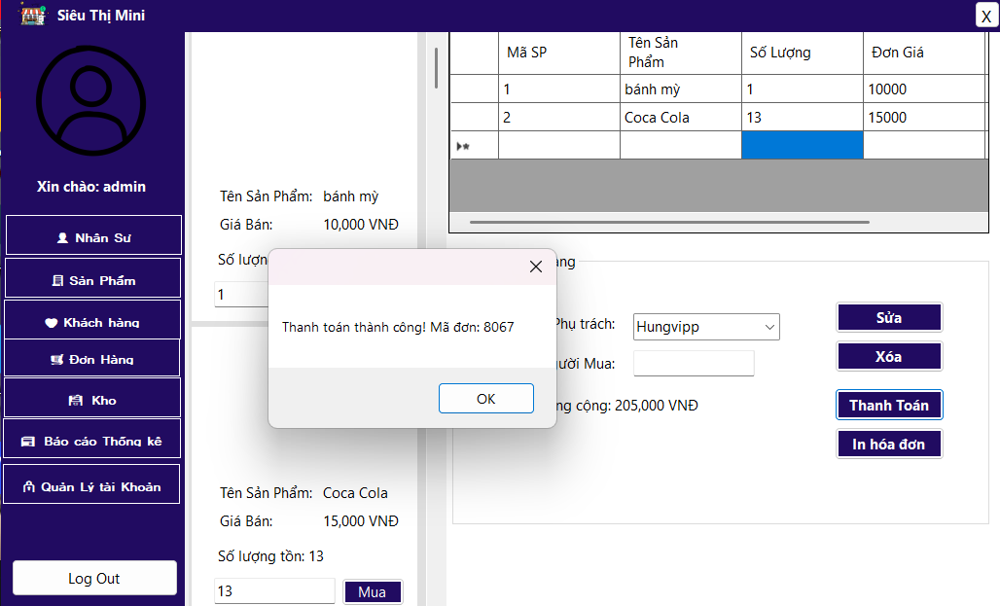 Siêu Thị Mini
X
Xin chào: admin
Nhân Sự
Sản Phẩm
Khách hàng
Đơn Hàng
Kho
Báo cáo Thống kê
Quản Lý tài Khoản
Log Out
Tên Sản Phẩm: bánh mỳ
Giá Bán: 10,000 VNĐ
Số lượn
1
Tên Sản Phẩm: Coca Cola
Giá Bán: 15,000 VNĐ
Số lượng tồn: 13
13
Mua
Mã SP
Tên Sản
Phẩm
Số Lượng
Đơn Giá
1 bánh mỳ 1 10000
2 Coca Cola 13 15000
Thanh toán thành công! Mã đơn: 8067
OK
ang
Phụ trách: Hungvipp
ười Mua:
ng cộng: 205,000 VNĐ
Sửa
Xóa
Thanh Toán
In hóa đơn